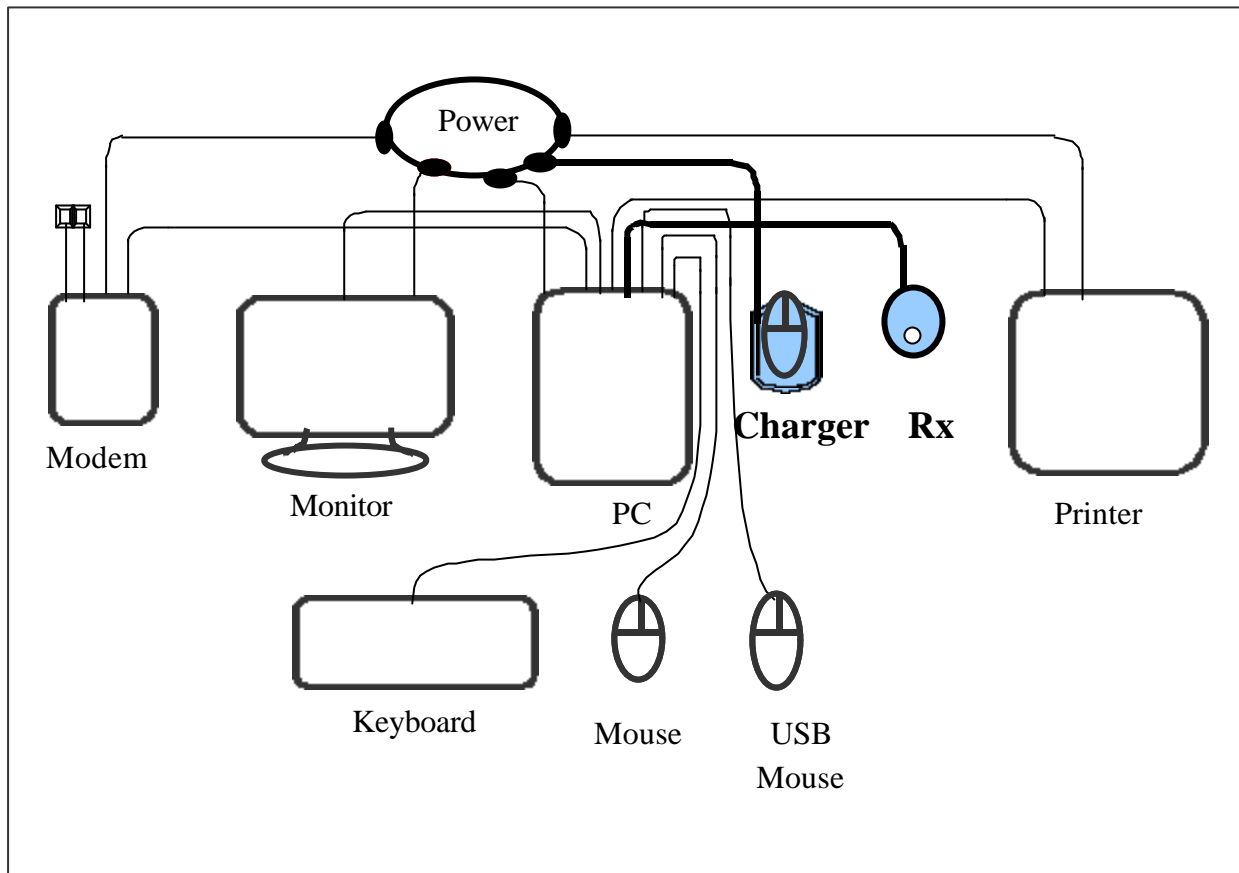 Power
Charger
Rx
Modem
Monitor
PC
Printer
Keyboard
Mouse
USB
Mouse